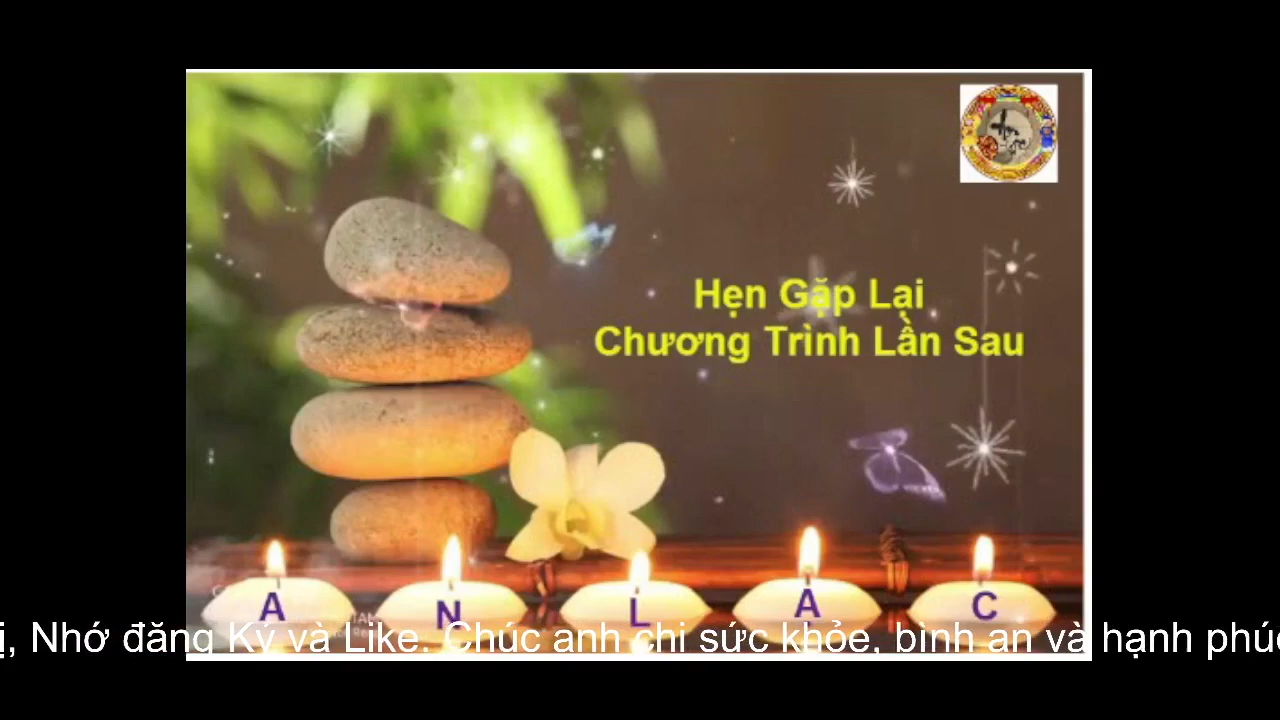 Hẹn Gặp Lại
Chương Trình Lần Sau
A N L A C
ị, Nhớ đăng Ký và Like. Chúc anh chị sức khỏe, bình an và hạnh phúc